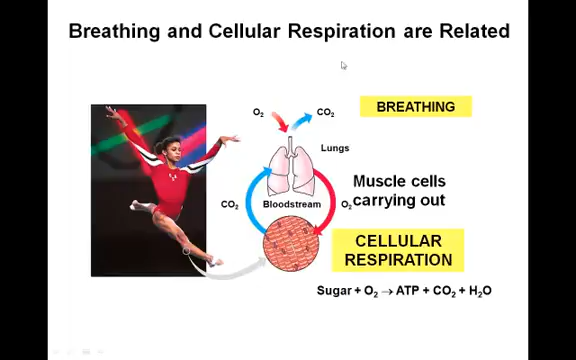 Breathing and Cellular Respiration are Related
O₂
CO₂
BREATHING
Lungs
Muscle cells
carrying out
CO₂
Bloodstream
O₂
CELLULAR
RESPIRATION
Sugar + O₂ → ATP + CO₂ + H₂O